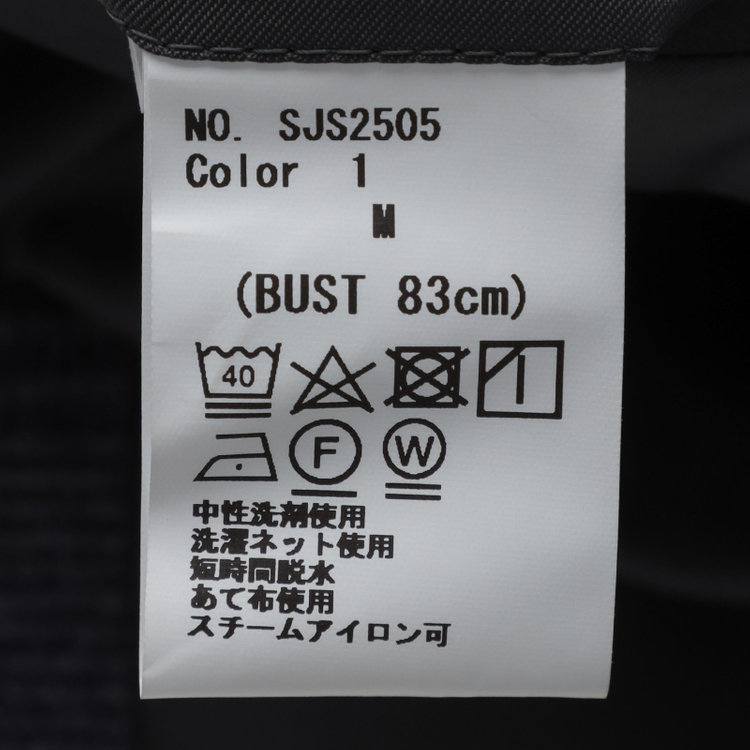 NO. SJS2505
Color 1
M
(BUST 83cm)
40
F W
中性洗剤使用
洗濯ネット使用
短時間脱水
あて布使用
スチームアイロン可